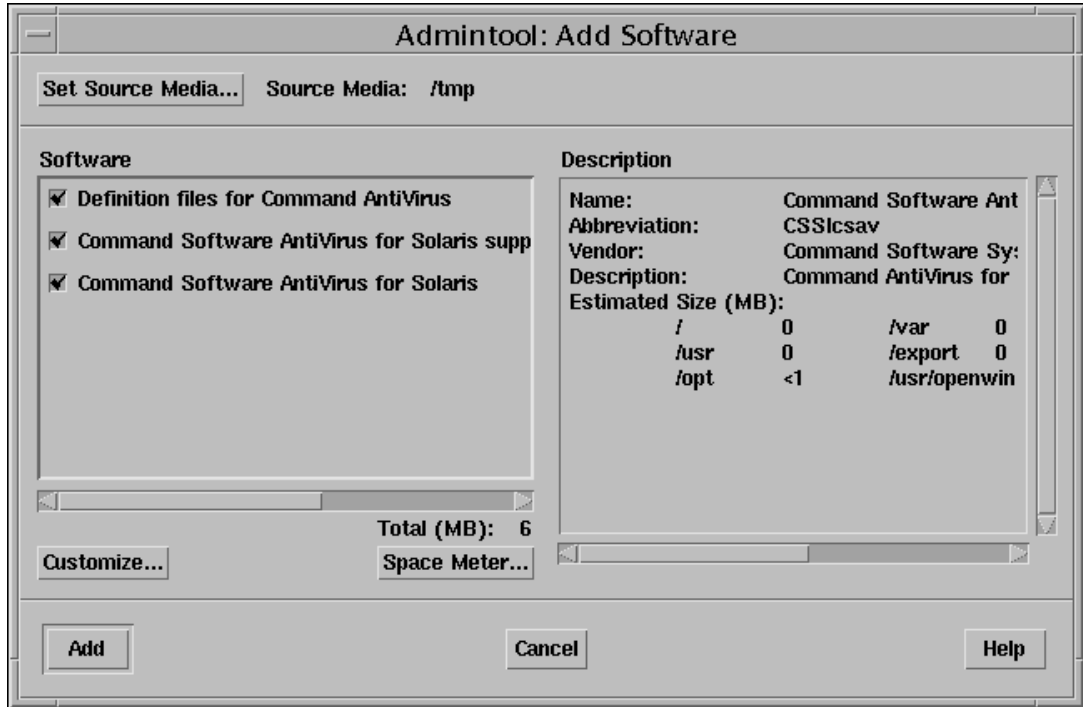 Admintool: Add Software
Set Source Media... Source Media: /tmp
Software
Definition files for Command AntiVirus
Command Software AntiVirus for Solaris supp
Command Software AntiVirus for Solaris
Total (MB): 6
Customize... Space Meter...
Description
Name: Command Software Ant
Abbreviation: CSSlcsav
Vendor: Command Software Sy
Description: Command AntiVirus for
Estimated Size (MB):
/ 0 /var 0
/usr 0 /export 0
/opt <1 /usr/openwin
Add Cancel Help